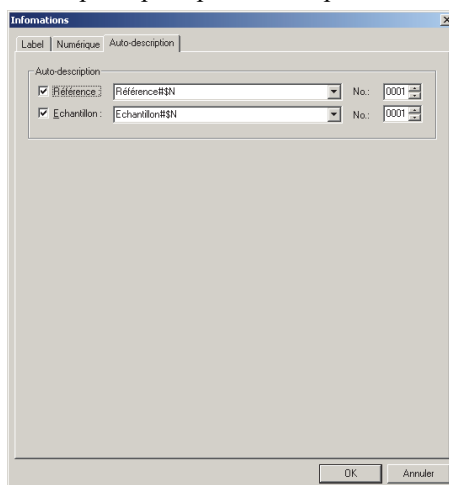 Infomations
Label Numérique Auto-description
Auto-description
Référence : Référence#$N No.: 0001
Echantillon : Echantillon#$N No.: 0001
OK Annuler